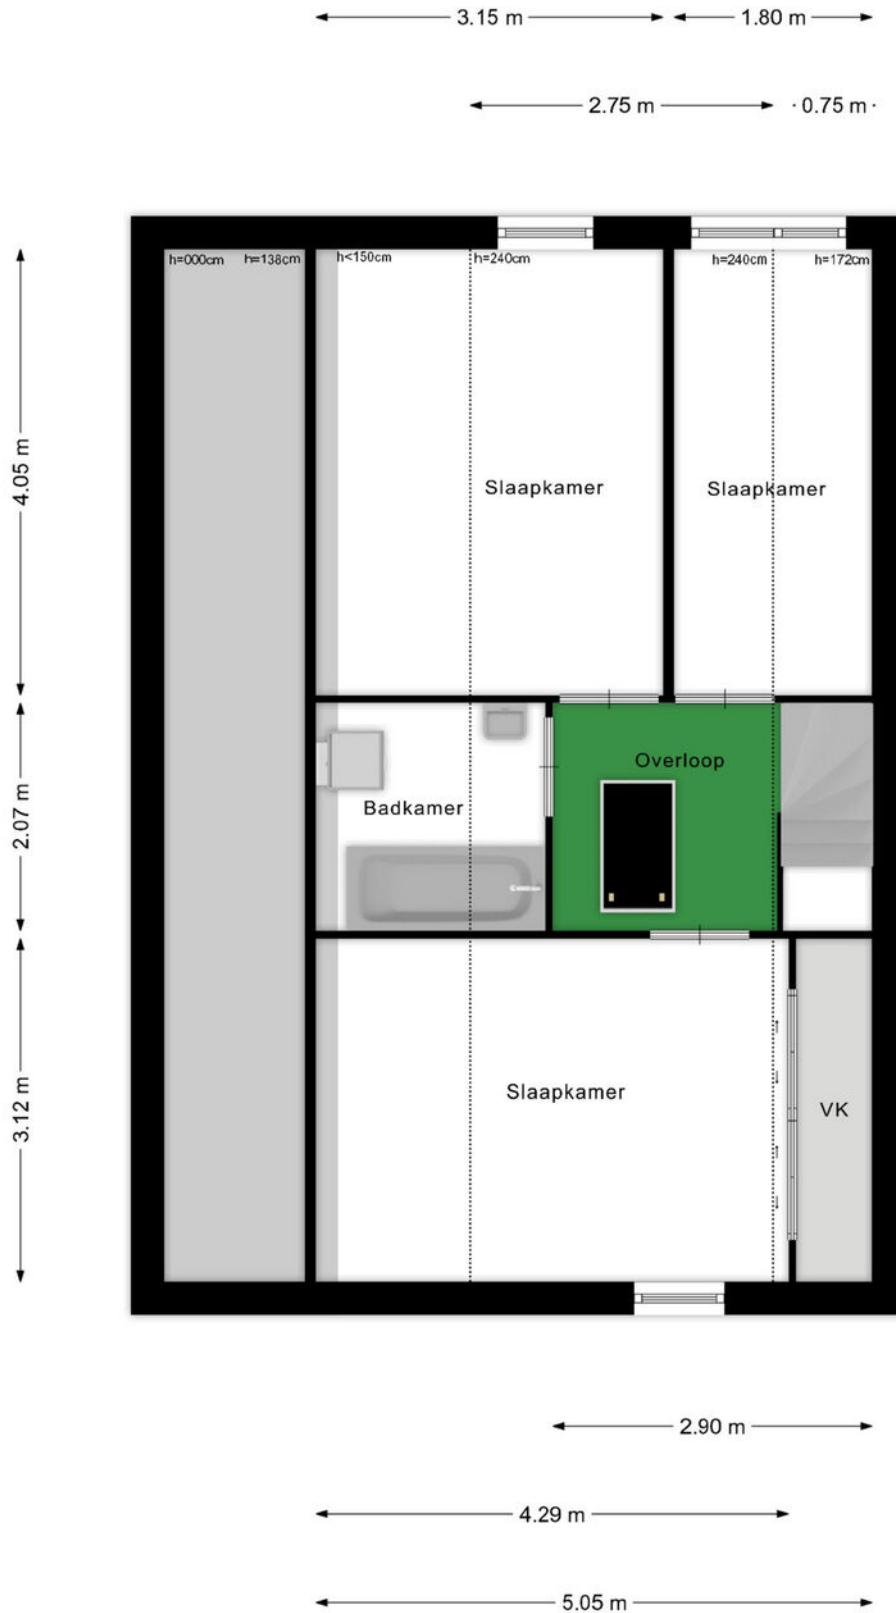 3.15 m
1.80 m
2.75 m
0.75 m
h=000cm
h=138cm
h<150cm
h=240cm
h=240cm
h=172cm
4.05 m
Slaapkamer
Slaapkamer
Overloop
2.07 m
Badkamer
Slaapkamer
3.12 m
VK
2.90 m
4.29 m
5.05 m